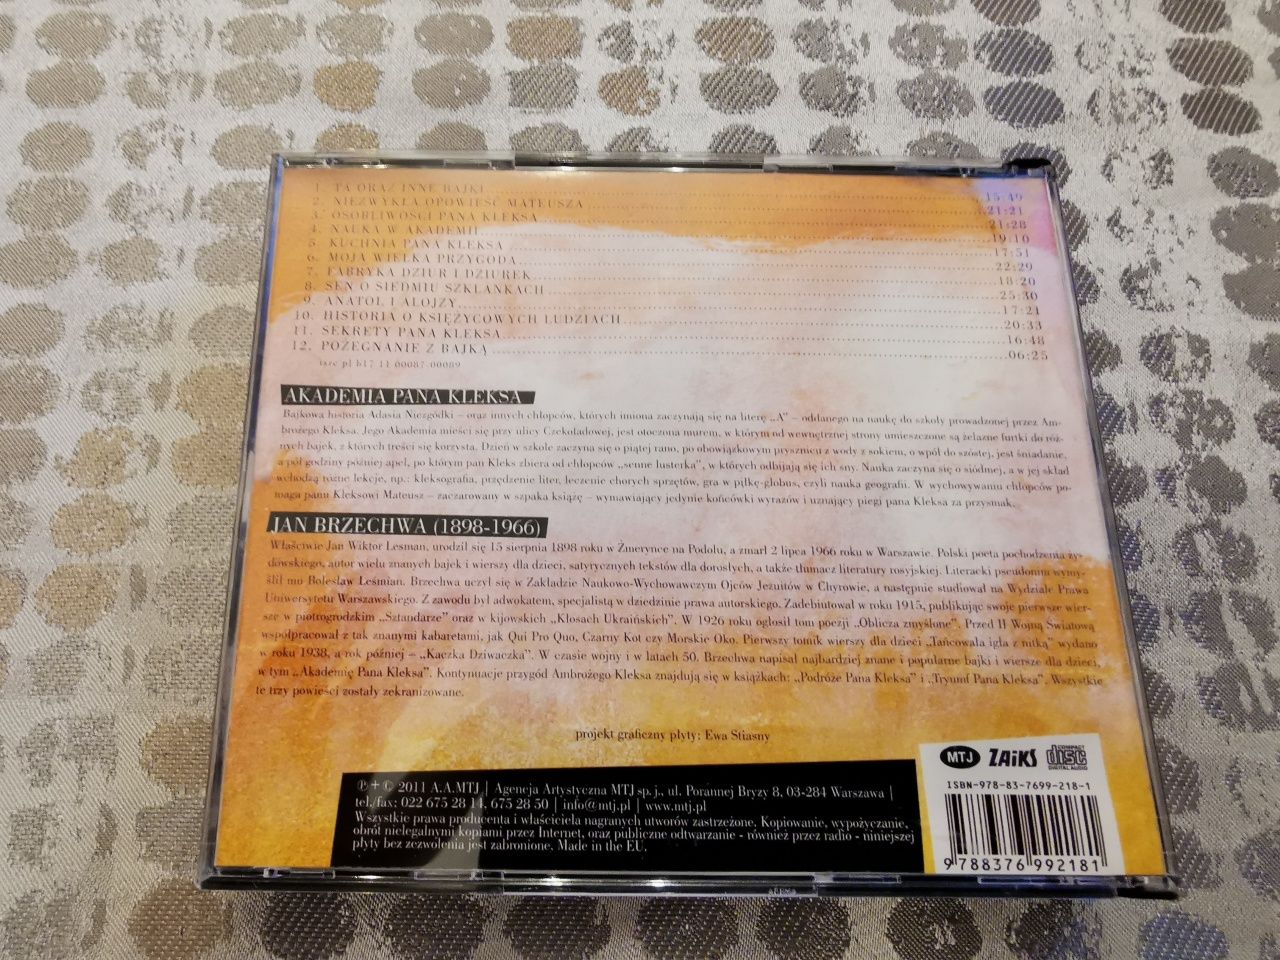 1. TA ORAZ INNE BAJKI 15:49
2. NIEZWYKŁA OPOWIEŚĆ MATEUSZA 21:21
3. OSOBLIWOŚCI PANA KLEKSA 21:28
4. NAUKA W AKADEMII 19:10
5. KUCHNIA PANA KLEKSA 17:51
6. MOJA WIELKA PRZYGODA 22:29
7. FABRYKA DZIUR I DZIUREK 18:20
8. SEN O SIEDMIU SZKLANKACH 25:30
9. ANATOL I ALOJZY 17:21
10. HISTORIA O KSIĘŻYCOWYCH LUDZIACH 20:33
11. SEKRETY PANA KLEKSA 16:48
12. POŻEGNANIE Z BAJKĄ 06:25
isrc pl b17 11 00087-00089
AKADEMIA PANA KLEKSA
Bajkowa historia Adasia Niezgódki – oraz innych chłopców, których imiona zaczynają się na literę „A” – oddanego na naukę do szkoły prowadzonej przez Am-
brożego Kleksa. Jego Akademia mieści się przy ulicy Czekoladowej, jest otoczona murem, w którym od wewnętrznej strony umieszczone są żelazne furtki do róż-
nych bajek, z których treści się korzysta. Dzień w szkole zaczyna się o piątej rano, po obowiązkowym prysznicu z wody z sokiem, o wpół do szóstej, jest śniadanie,
a pół godziny później apel, po którym pan Kleks zbiera od chłopców „senne lusterka”, w których odbijają się ich sny. Nauka zaczyna się o siódmej, a w jej skład
wchodzą różne lekcje, np.: kleksografia, przędzenie liter, leczenie chorych sprzętów, gra w piłkę-globus, czyli nauka geografii. W wychowywaniu chłopców po-
maga panu Kleksowi Mateusz – zaczarowany w szpaka książę – wymawiający jedynie końcówki wyrazów i uznający piegi pana Kleksa za przysmak.
JAN BRZECHWA (1898-1966)
Właściwie Jan Wiktor Lesman, urodził się 15 sierpnia 1898 roku w Żmerynce na Podolu, a zmarł 2 lipca 1966 roku w Warszawie. Polski poeta pochodzenia ży-
dowskiego, autor wielu znanych bajek i wierszy dla dzieci, satyrycznych tekstów dla dorosłych, a także tłumacz literatury rosyjskiej. Literacki pseudonim wymy-
ślił mu Bolesław Leśmian. Brzechwa uczył się w Zakładzie Naukowo-Wychowawczym Ojców Jezuitów w Chyrowie, a następnie studiował na Wydziale Prawa
Uniwersytetu Warszawskiego. Z zawodu był adwokatem, specjalistą w dziedzinie prawa autorskiego. Zadebiutował w roku 1915, publikując swoje pierwsze wier-
sze w piotrogrodzkim „Sztandarze” oraz w kijowskich „Kłosach Ukraińskich”. W 1926 roku ogłosił tom poezji „Oblicza zmyślone”. Przed II Wojną Światową
współpracował z tak znanymi kabaretami, jak Qui Pro Quo, Czarny Kot czy Morskie Oko. Pierwszy tomik wierszy dla dzieci „Tańcowała igła z nitką” wydano
w roku 1938, a rok później – „Kaczka Dziwaczka”. W czasie wojny i w latach 50. Brzechwa napisał najbardziej znane i popularne bajki i wiersze dla dzieci,
w tym „Akademię Pana Kleksa”. Kontynuacje przygód Ambrożego Kleksa znajdują się w książkach: „Podróże Pana Kleksa” i „Tryumf Pana Kleksa”. Wszystkie
te trzy powieści zostały zekranizowane.
projekt graficzny płyty: Ewa Stiasny
MTJ ZAiKS COMPACT disc DIGITAL AUDIO
℗ + © 2011 A.A.MTJ | Agencja Artystyczna MTJ sp.j., ul. Porannej Bryzy 8, 03-284 Warszawa |
tel./fax: 022 675 28 14, 675 28 50 | info@mtj.pl | www.mtj.pl
Wszystkie prawa producenta i właściciela nagranych utworów zastrzeżone. Kopiowanie, wypożyczanie,
obrót nielegalnymi kopiami przez Internet, oraz publiczne odtwarzanie - również przez radio - niniejszej
płyty bez zezwolenia jest zabronione. Made in the EU.
ISBN-978-83-7699-218-1
9 788376 992181